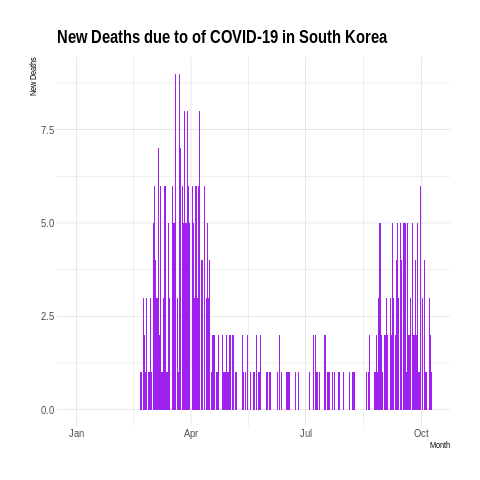 New Deaths due to of COVID-19 in South Korea
New Deaths
7.5
5.0
2.5
0.0
Jan Apr Jul Oct
Month